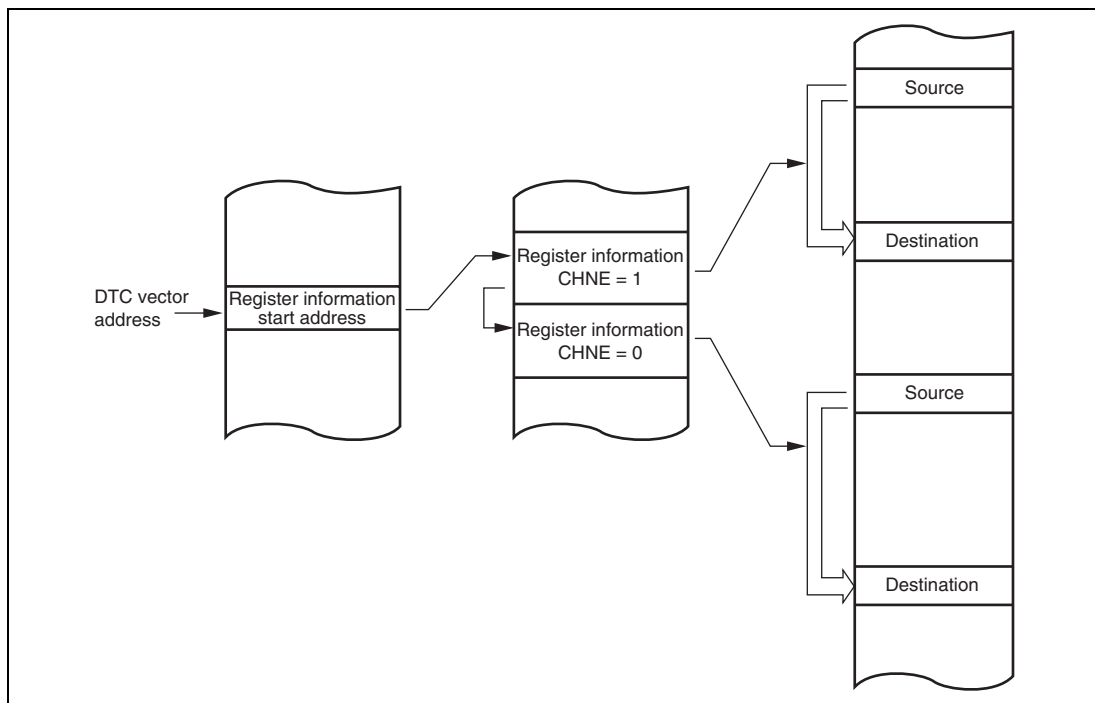 DTC vector
address
Register information
start address
Register information
CHNE = 1
Register information
CHNE = 0
Source
Destination
Source
Destination